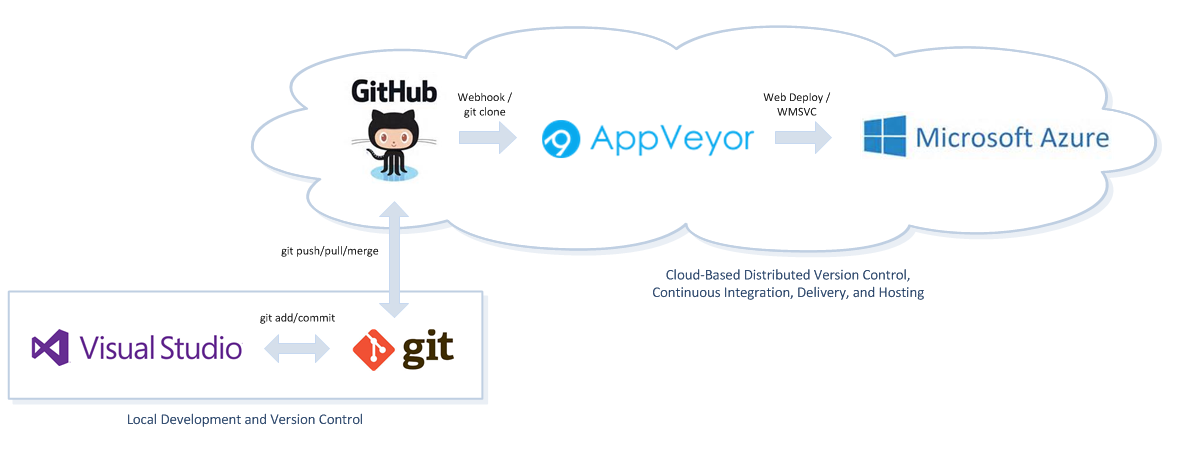 GitHub
Webhook /
git clone
AppVeyor
Web Deploy /
WMSVC
Microsoft Azure
git push/pull/merge
Cloud-Based Distributed Version Control,
Continuous Integration, Delivery, and Hosting
Visual Studio
git add/commit
git
Local Development and Version Control